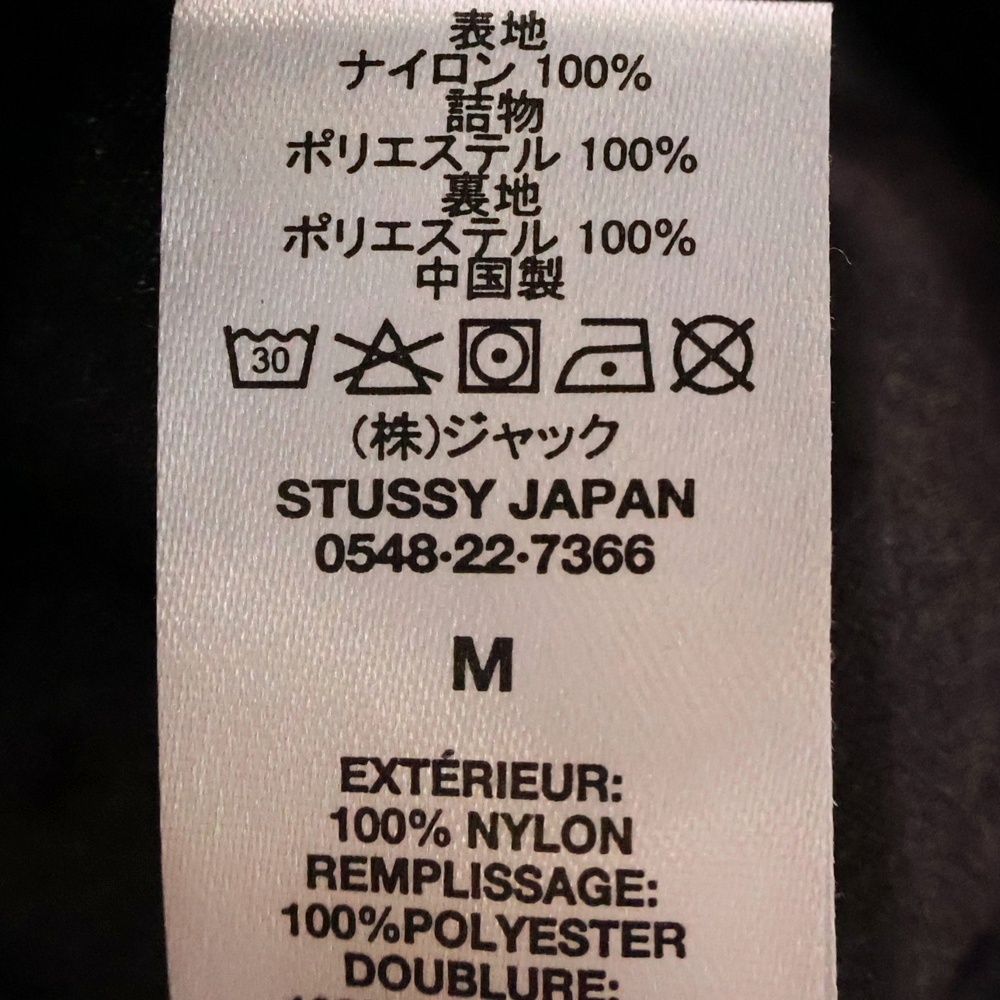 表地
ナイロン 100%
詰物
ポリエステル 100%
裏地
ポリエステル 100%
中国製
30
(株)ジャック
STUSSY JAPAN
0548·22·7366
M
EXTÉRIEUR:
100% NYLON
REMPLISSAGE:
100%POLYESTER
DOUBLURE: